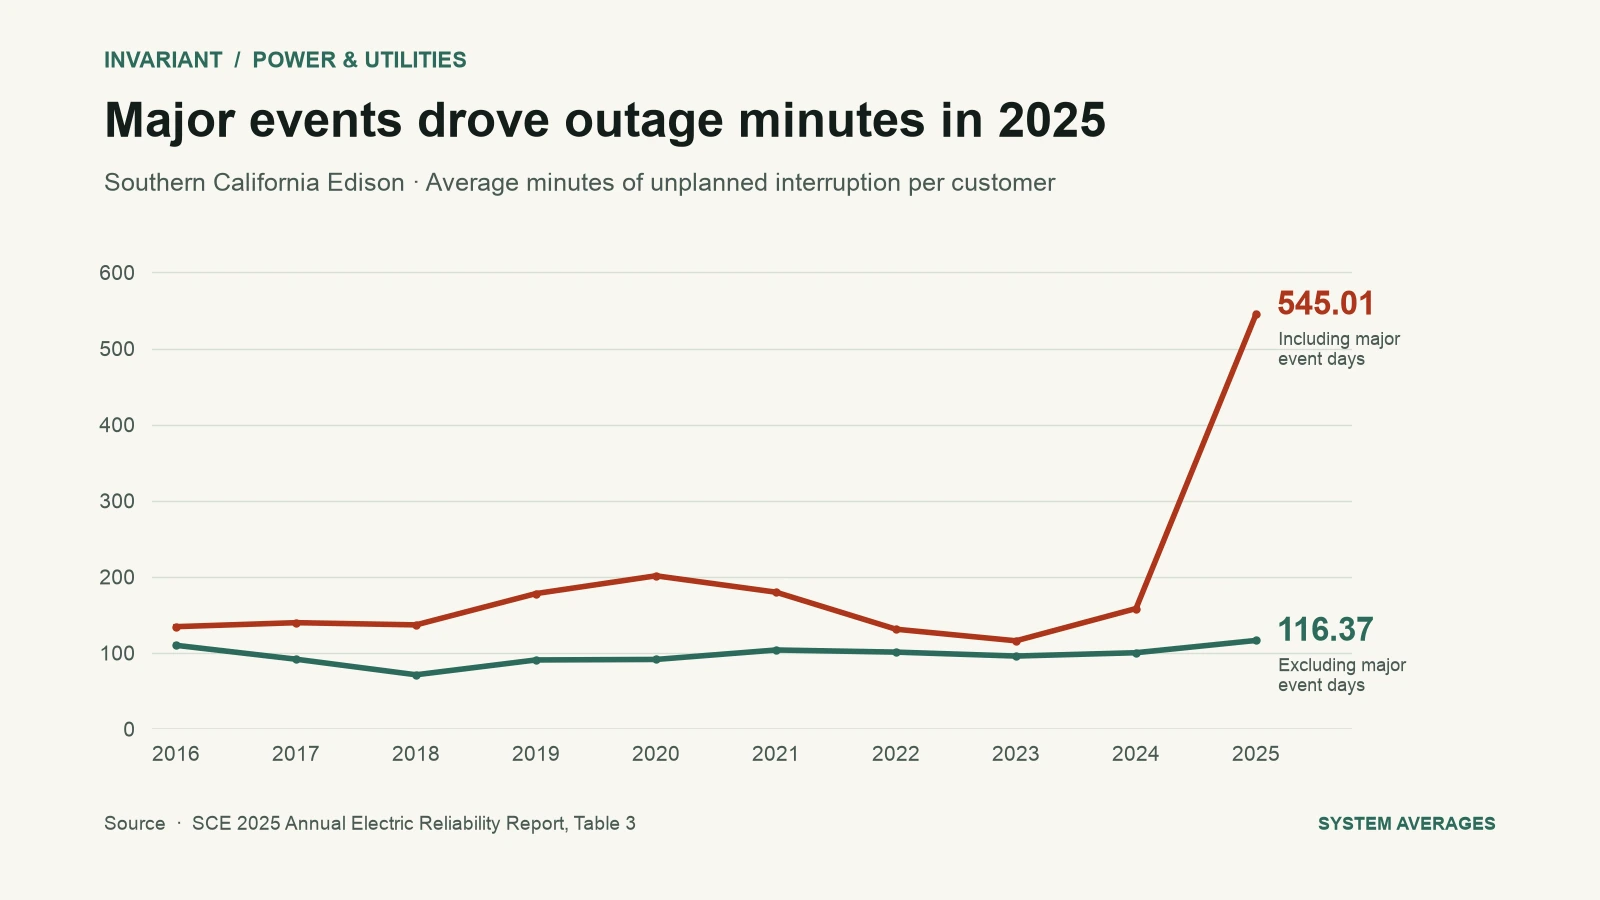 INVARIANT / POWER & UTILITIES
Major events drove outage minutes in 2025
Southern California Edison · Average minutes of unplanned interruption per customer
600
545.01
Including major
event days
500
400
300
200
116.37
Excluding major
event days
100
0
2016 2017 2018 2019 2020 2021 2022 2023 2024 2025
Source · SCE 2025 Annual Electric Reliability Report, Table 3
SYSTEM AVERAGES